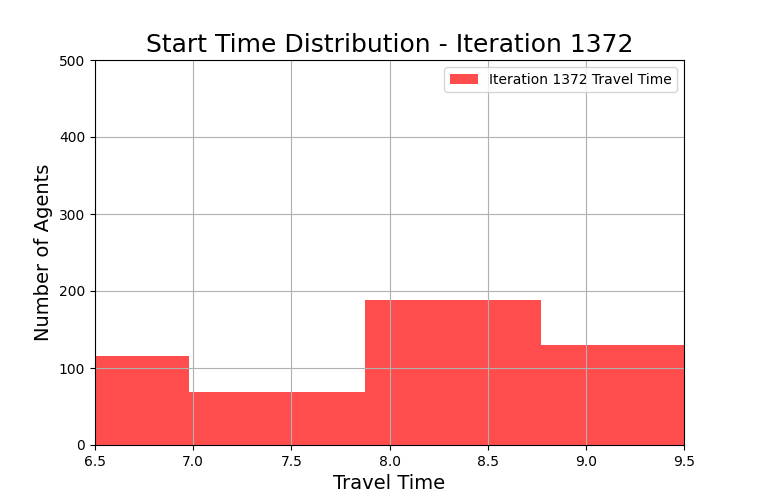 Start Time Distribution - Iteration 1372
Iteration 1372 Travel Time
Number of Agents
500
400
300
200
100
0
6.5 7.0 7.5 8.0 8.5 9.0 9.5
Travel Time